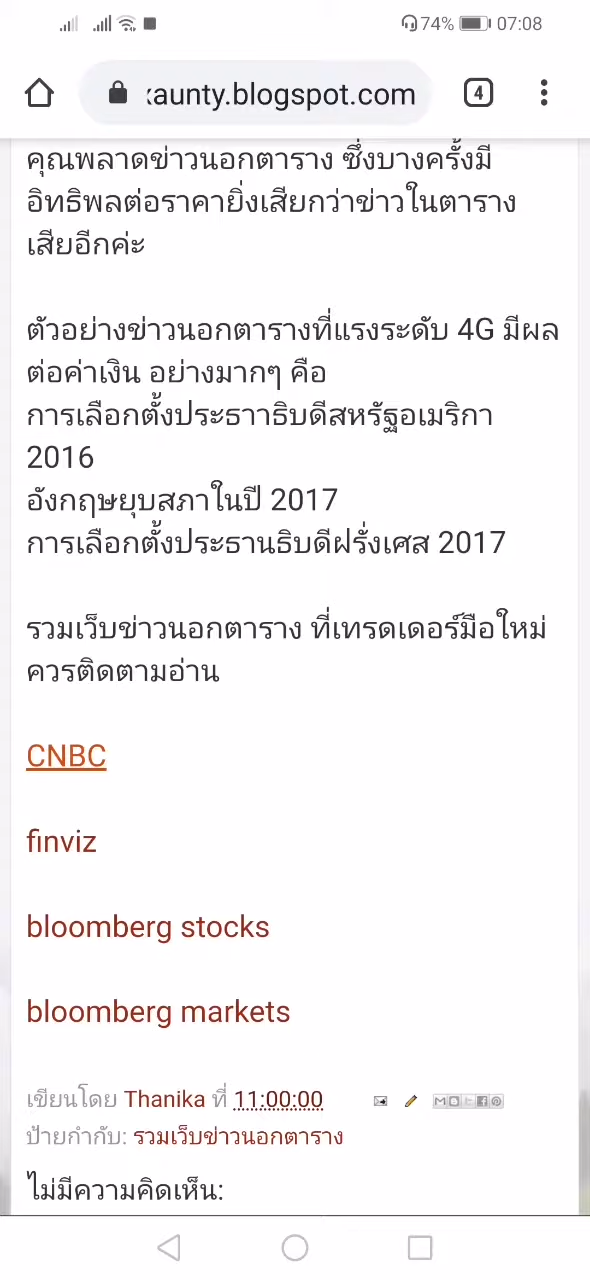 74% 07:08
xaunty.blogspot.com 4
คุณพลาดข่าวนอกตาราง ซึ่งบางครั้งมี
อิทธิพลต่อราคายิ่งเสียกว่าข่าวในตาราง
เสียอีกค่ะ
ตัวอย่างข่าวนอกตารางที่แรงระดับ 4G มีผล
ต่อค่าเงิน อย่างมากๆ คือ
การเลือกตั้งประธาาธิบดีสหรัฐอเมริกา
2016
อังกฤษยุบสภาในปี 2017
การเลือกตั้งประธานธิบดีฝรั่งเศส 2017
รวมเว็บข่าวนอกตาราง ที่เทรดเดอร์มือใหม่
ควรติดตามอ่าน
CNBC
finviz
bloomberg stocks
bloomberg markets
เขียนโดย Thanika ที่ 11:00:00
ป้ายกำกับ: รวมเว็บข่าวนอกตาราง
ไม่มีความคิดเห็น: